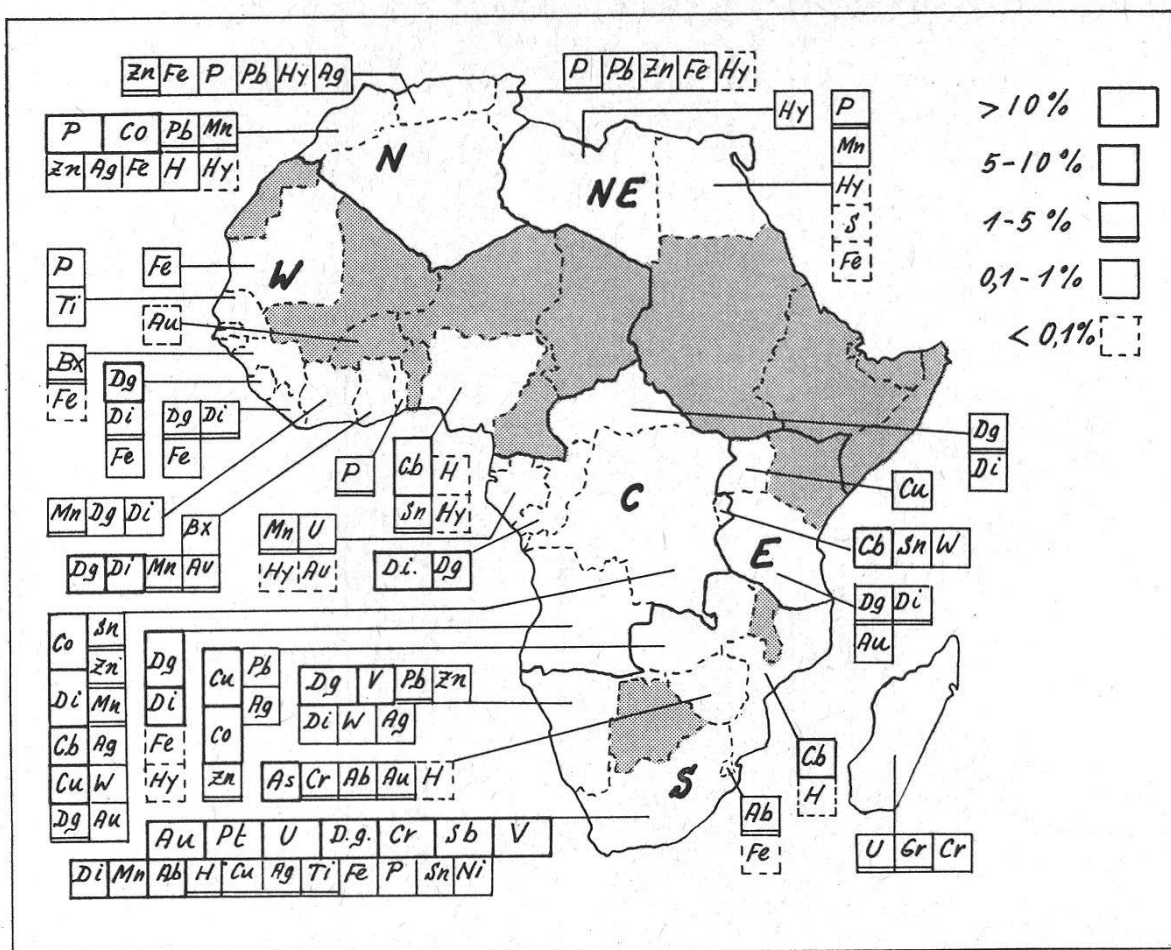 Zn Fe P Pb Hy Ag
P Pb Zn Fe Hy
Hy
P
Mn
Hy
S
Fe
>10%
5-10%
1-5%
0,1-1%
<0,1%
P Co Pb Mn
Zn Ag Fe H Hy
N
NE
W
P
Ti
Fe
Au
Bx
Fe
Dg
Di
Fe
Dg Di
Fe
P
Cb H
Sn Hy
Dg
Di
Cu
C
E
Mn Dg Di
Bx
Dg Di Mn Au
Mn U
Hy Au
Di. Dg
Cb Sn W
Dg Di
Au
Co Sn
Zn
Di Mn
Cb Ag
Cu W
Dg Au
Dg
Di
Fe
Hy
Cu Pb
Ag
Co
Zn
Dg V Pb Zn
Di W Ag
As Cr Ab Au H
S
Cb
H
Ab
Fe
U Gr Cr
Au Pt U D.g. Cr Sb V
Di Mn Ab H Cu Ag Ti Fe P Sn Ni